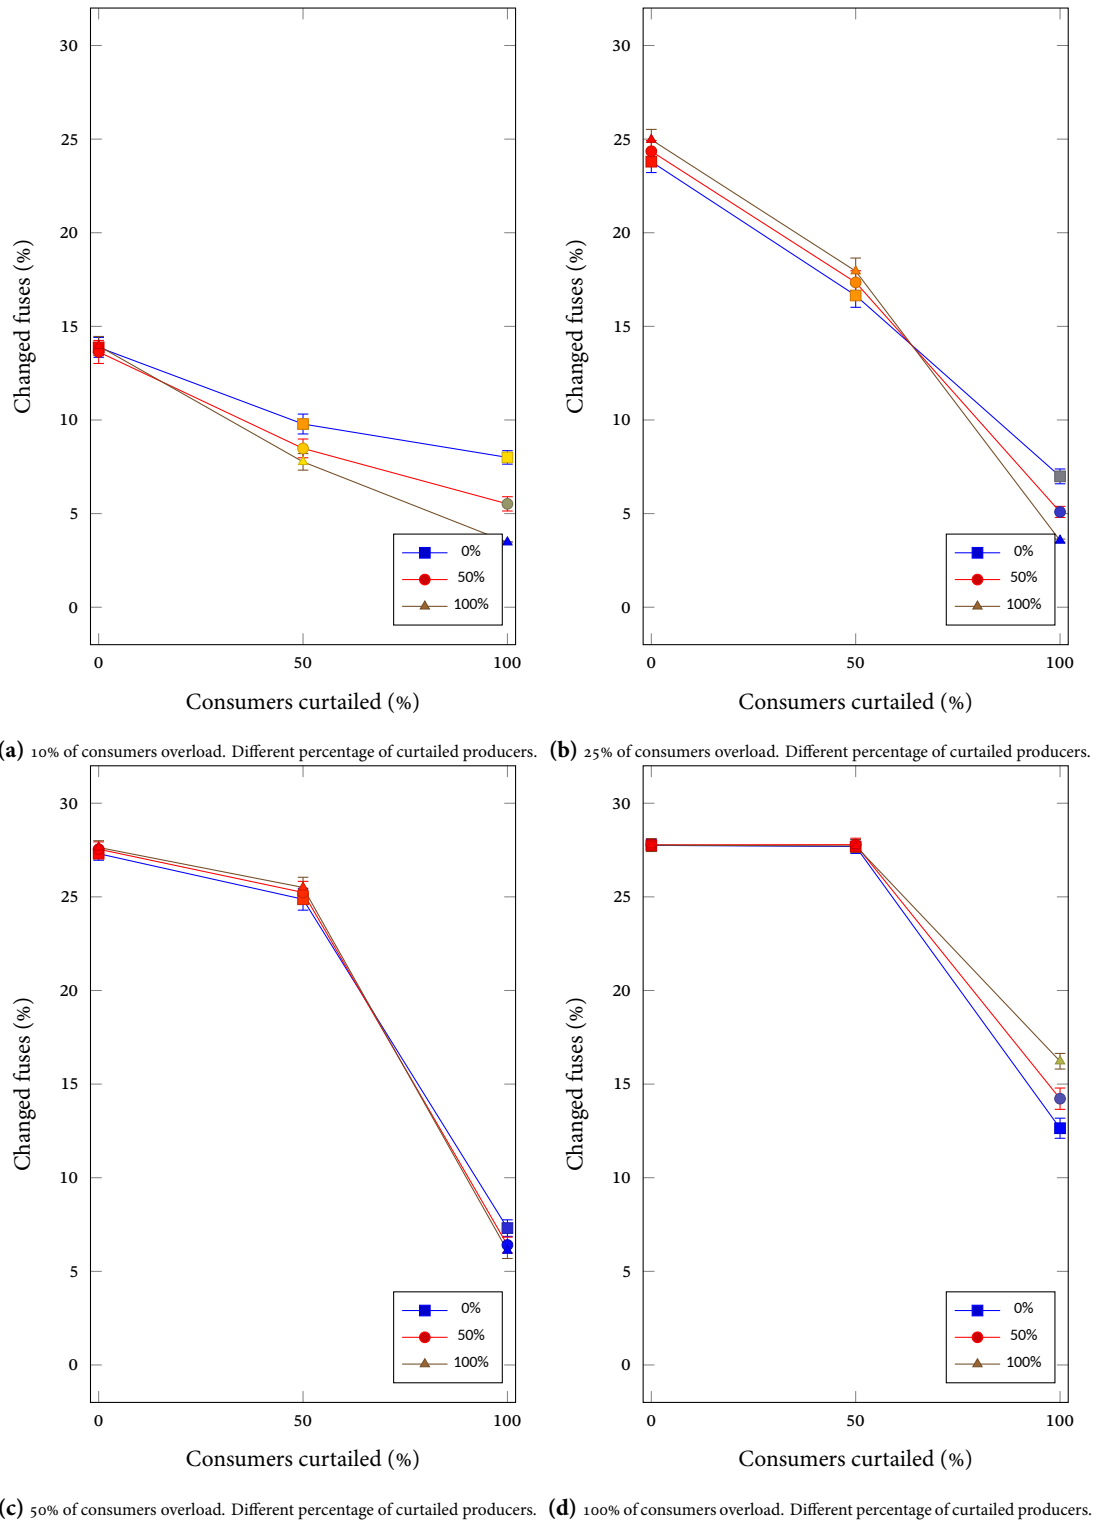 30
25
20
15
10
5
0
Changed fuses (%)
0%
50%
100%
0 50 100
Consumers curtailed (%)
(a) 10% of consumers overload. Different percentage of curtailed producers.
30
25
20
15
10
5
0
Changed fuses (%)
0%
50%
100%
0 50 100
Consumers curtailed (%)
(b) 25% of consumers overload. Different percentage of curtailed producers.
30
25
20
15
10
5
0
Changed fuses (%)
0%
50%
100%
0 50 100
Consumers curtailed (%)
(c) 50% of consumers overload. Different percentage of curtailed producers.
30
25
20
15
10
5
0
Changed fuses (%)
0%
50%
100%
0 50 100
Consumers curtailed (%)
(d) 100% of consumers overload. Different percentage of curtailed producers.